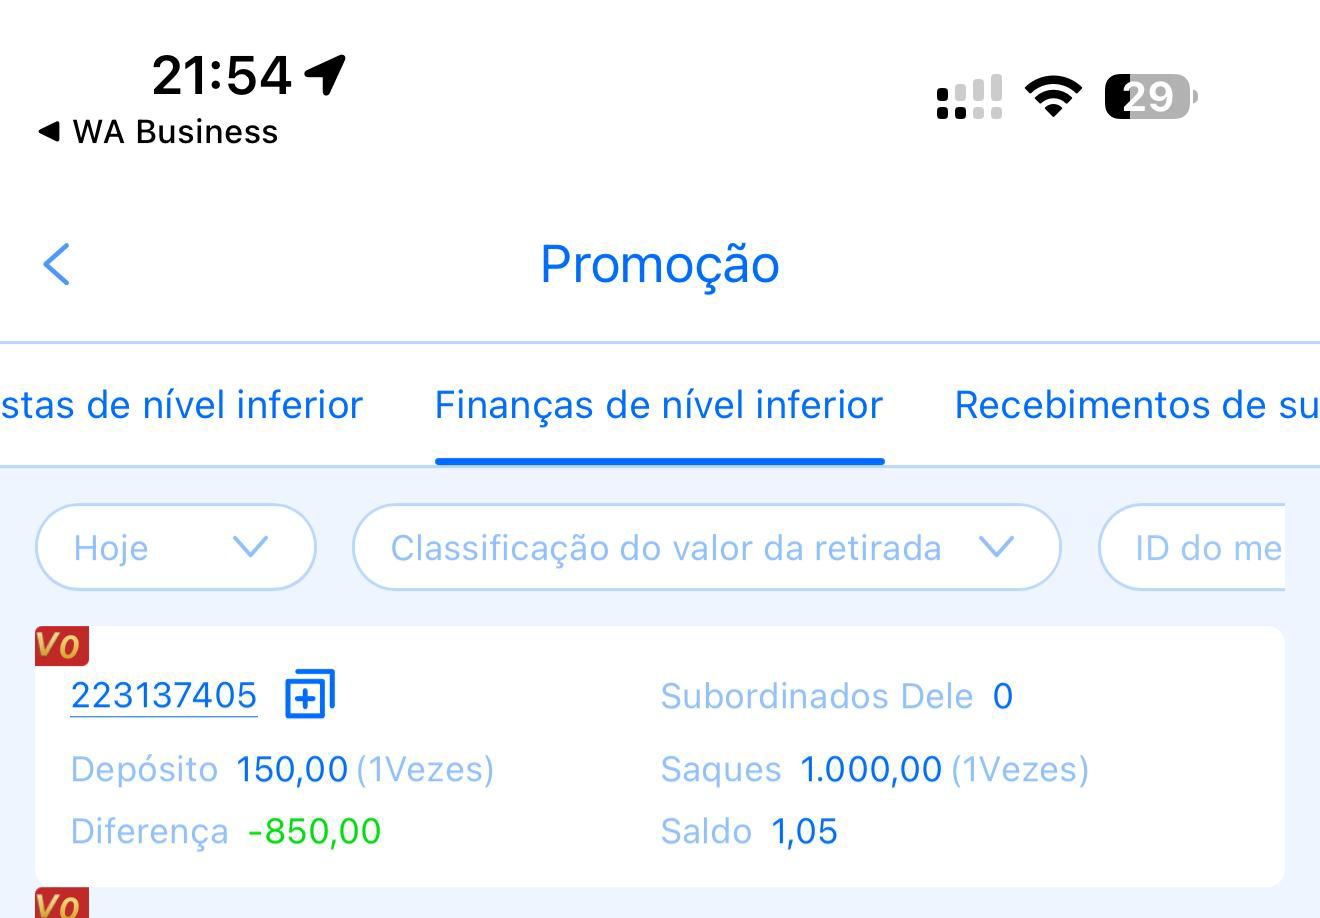 21:54
29
WA Business
Promoção
stas de nível inferior Finanças de nível inferior Recebimentos de su
Hoje Classificação do valor da retirada ID do me
V0
223137405 Subordinados Dele 0
Depósito 150,00 (1Vezes) Saques 1.000,00 (1Vezes)
Diferença -850,00 Saldo 1,05
V0